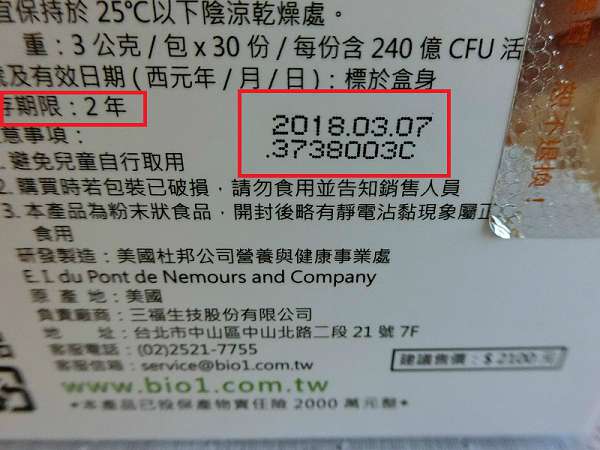 宜保持於 25℃以下陰涼乾燥處。
重：3 公克 / 包 x 30 份 / 每份含 240 億 CFU 活
及有效日期 ( 西元年 / 月 / 日 )：標於盒身
存期限：2 年
2018.03.07
.3738003C
意事項：
. 避免兒童自行取用
2. 購買時若包裝已破損，請勿食用並告知銷售人員
3. 本產品為粉末狀食品，開封後略有靜電沾黏現象屬正
食用
研發製造：美國杜邦公司營養與健康事業處
E. I. du Pont de Nemours and Company
原 產 地：美國
負責廠商：三福生技股份有限公司
地 址：台北市中山區中山北路二段 21 號 7F
客服電話：(02)2521-7755
客服信箱：service@bio1.com.tw
建議售價：$ 2100 元
www.bio1.com.tw
*本產品已投保產物責任險 2000 萬元整*